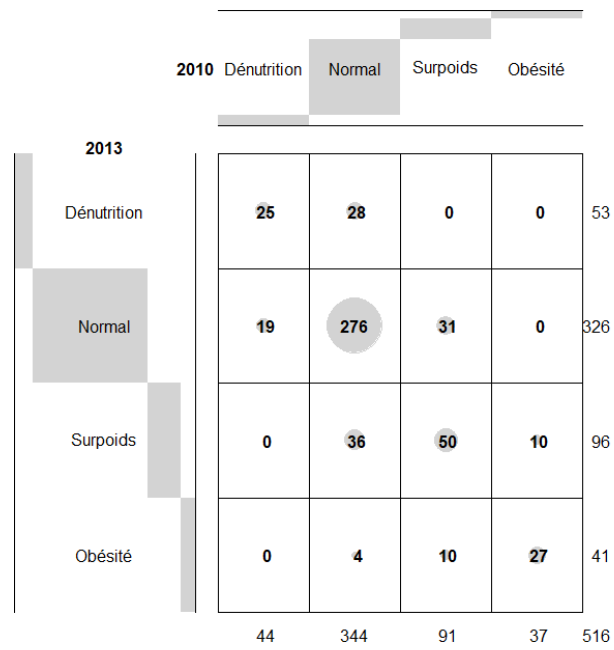 2010 Dénutrition Normal Surpoids Obésité
2013
Dénutrition 25 28 0 0 53
Normal 19 276 31 0 326
Surpoids 0 36 50 10 96
Obésité 0 4 10 27 41
44 344 91 37 516